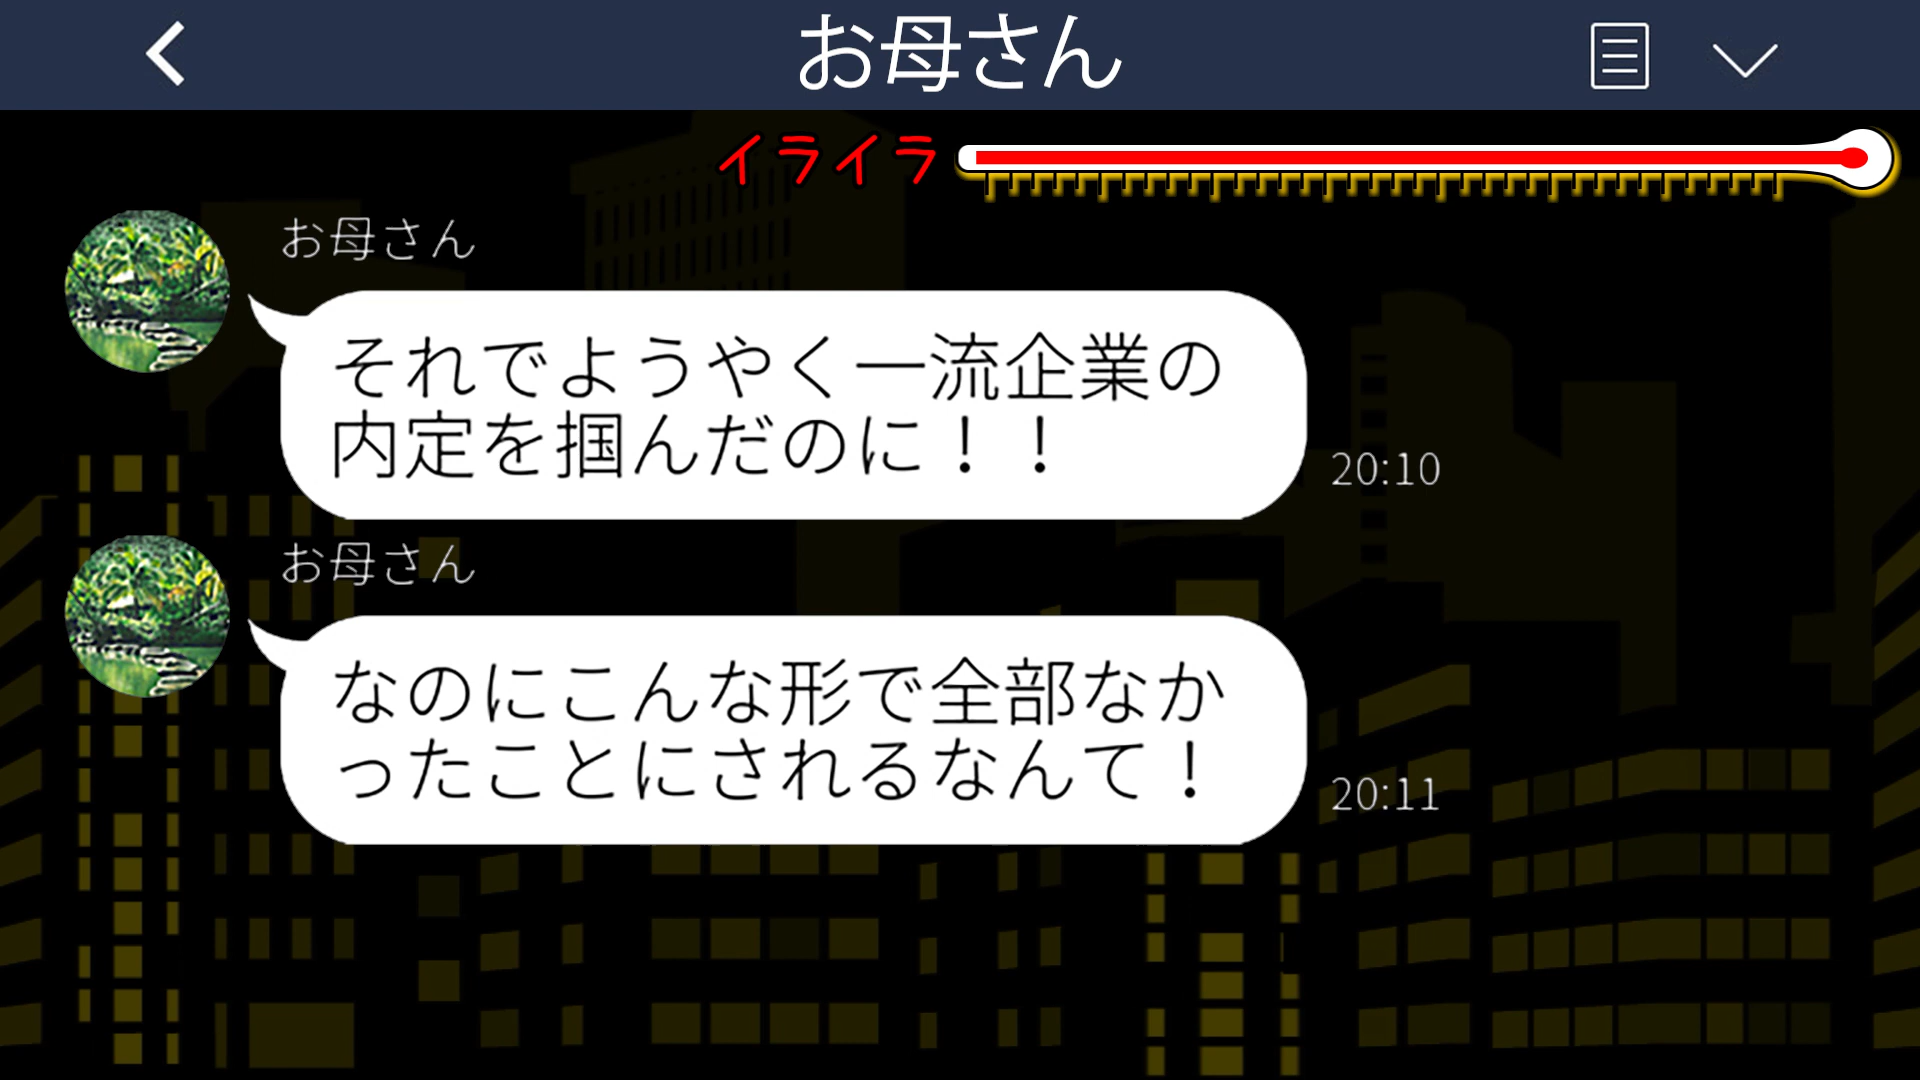 お母さん
イライラ
お母さん
それでようやく一流企業の
内定を掴んだのに！！
20:10
お母さん
なのにこんな形で全部なか
ったことにされるなんて！
20:11